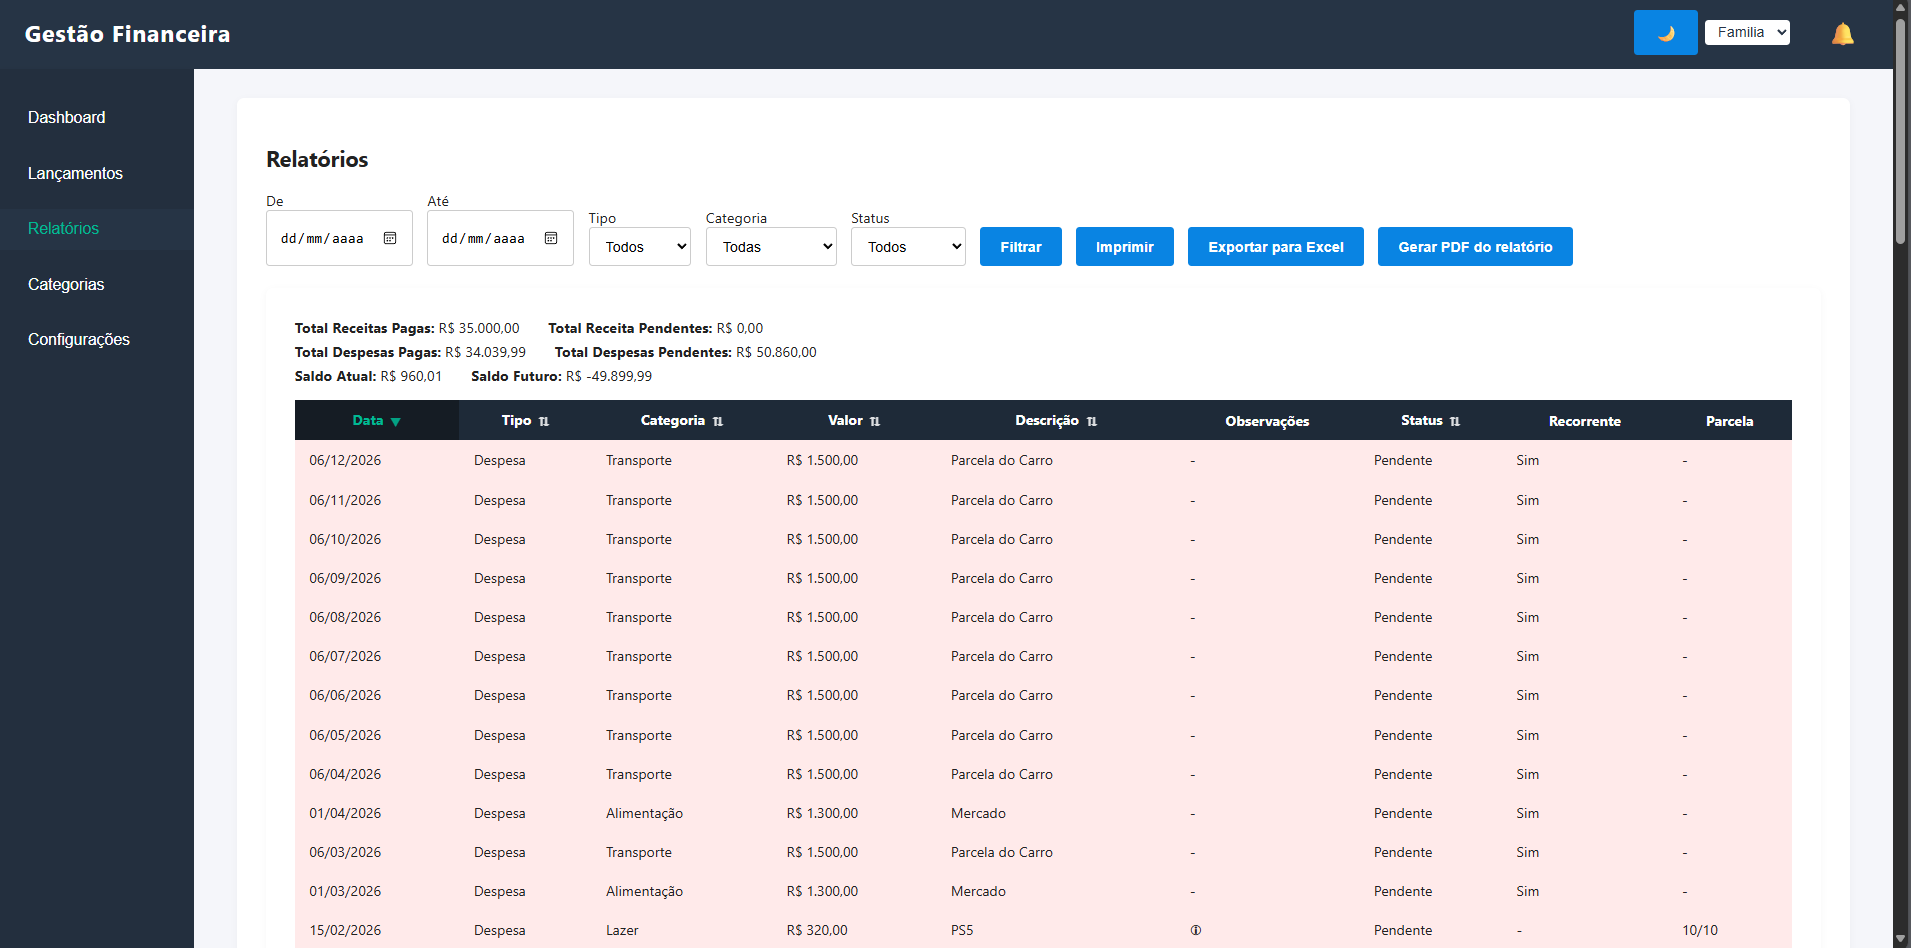 Gestão Financeira
Familia
Dashboard
Lançamentos
Relatórios
Categorias
Configurações
Relatórios
De Até Tipo Categoria Status
dd/mm/aaaa dd/mm/aaaa Todos Todas Todos Filtrar Imprimir Exportar para Excel Gerar PDF do relatório
Total Receitas Pagas: R$ 35.000,00 Total Receita Pendentes: R$ 0,00
Total Despesas Pagas: R$ 34.039,99 Total Despesas Pendentes: R$ 50.860,00
Saldo Atual: R$ 960,01 Saldo Futuro: R$ -49.899,99
Data ▼ Tipo ⇅ Categoria ⇅ Valor ⇅ Descrição ⇅ Observações Status ⇅ Recorrente Parcela
06/12/2026 Despesa Transporte R$ 1.500,00 Parcela do Carro - Pendente Sim -
06/11/2026 Despesa Transporte R$ 1.500,00 Parcela do Carro - Pendente Sim -
06/10/2026 Despesa Transporte R$ 1.500,00 Parcela do Carro - Pendente Sim -
06/09/2026 Despesa Transporte R$ 1.500,00 Parcela do Carro - Pendente Sim -
06/08/2026 Despesa Transporte R$ 1.500,00 Parcela do Carro - Pendente Sim -
06/07/2026 Despesa Transporte R$ 1.500,00 Parcela do Carro - Pendente Sim -
06/06/2026 Despesa Transporte R$ 1.500,00 Parcela do Carro - Pendente Sim -
06/05/2026 Despesa Transporte R$ 1.500,00 Parcela do Carro - Pendente Sim -
06/04/2026 Despesa Transporte R$ 1.500,00 Parcela do Carro - Pendente Sim -
01/04/2026 Despesa Alimentação R$ 1.300,00 Mercado - Pendente Sim -
06/03/2026 Despesa Transporte R$ 1.500,00 Parcela do Carro - Pendente Sim -
01/03/2026 Despesa Alimentação R$ 1.300,00 Mercado - Pendente Sim -
15/02/2026 Despesa Lazer R$ 320,00 PS5 🛈 Pendente - 10/10